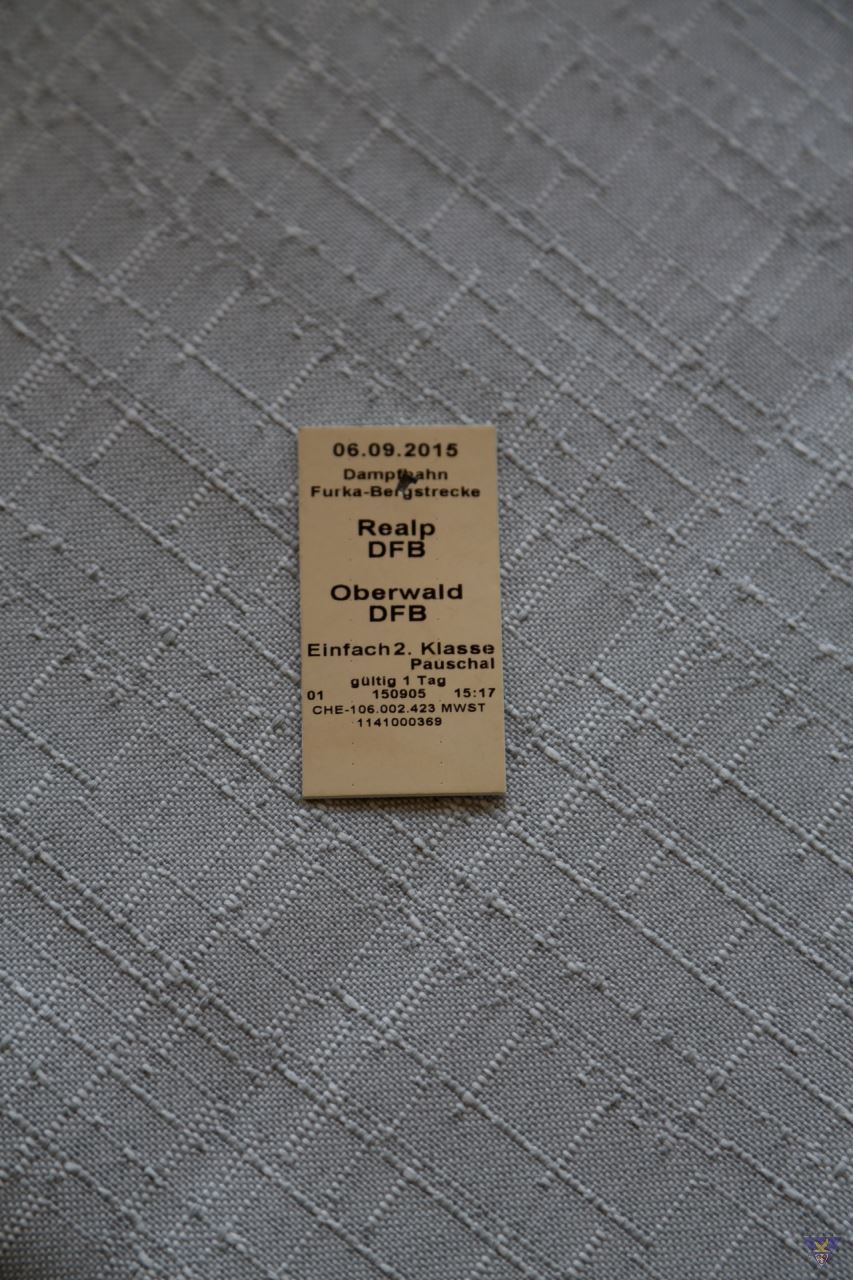 06.09.2015
Dampfbahn
Furka-Bergstrecke
Realp
DFB
Oberwald
DFB
Einfach 2. Klasse
Pauschal
gültig 1 Tag
01 150905 15:17
CHE-106.002.423 MWST
1141000369